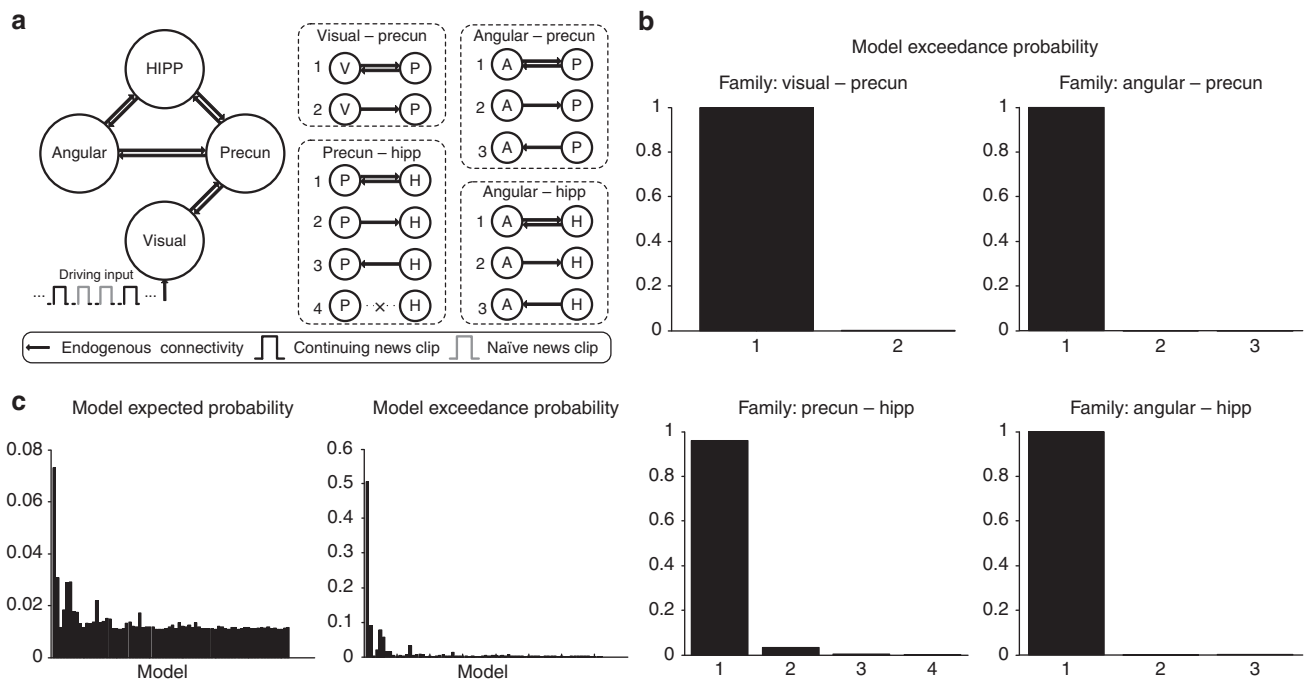 a
HIPP
Angular
Precun
Visual
Driving input
... ...
Visual – precun
1 V P
2 V P
Precun – hipp
1 P H
2 P H
3 P H
4 P ·×· H
Angular – precun
1 A P
2 A P
3 A P
Angular – hipp
1 A H
2 A H
3 A H
Endogenous connectivity Continuing news clip Naïve news clip
b
Model exceedance probability
Family: visual – precun
1
0.8
0.6
0.4
0.2
0
1 2
Family: angular – precun
1
0.8
0.6
0.4
0.2
0
1 2 3
c
Model expected probability
0.08
0.06
0.04
0.02
0
Model
Model exceedance probability
0.6
0.5
0.4
0.3
0.2
0.1
0
Model
Family: precun – hipp
1
0.8
0.6
0.4
0.2
0
1 2 3 4
Family: angular – hipp
1
0.8
0.6
0.4
0.2
0
1 2 3